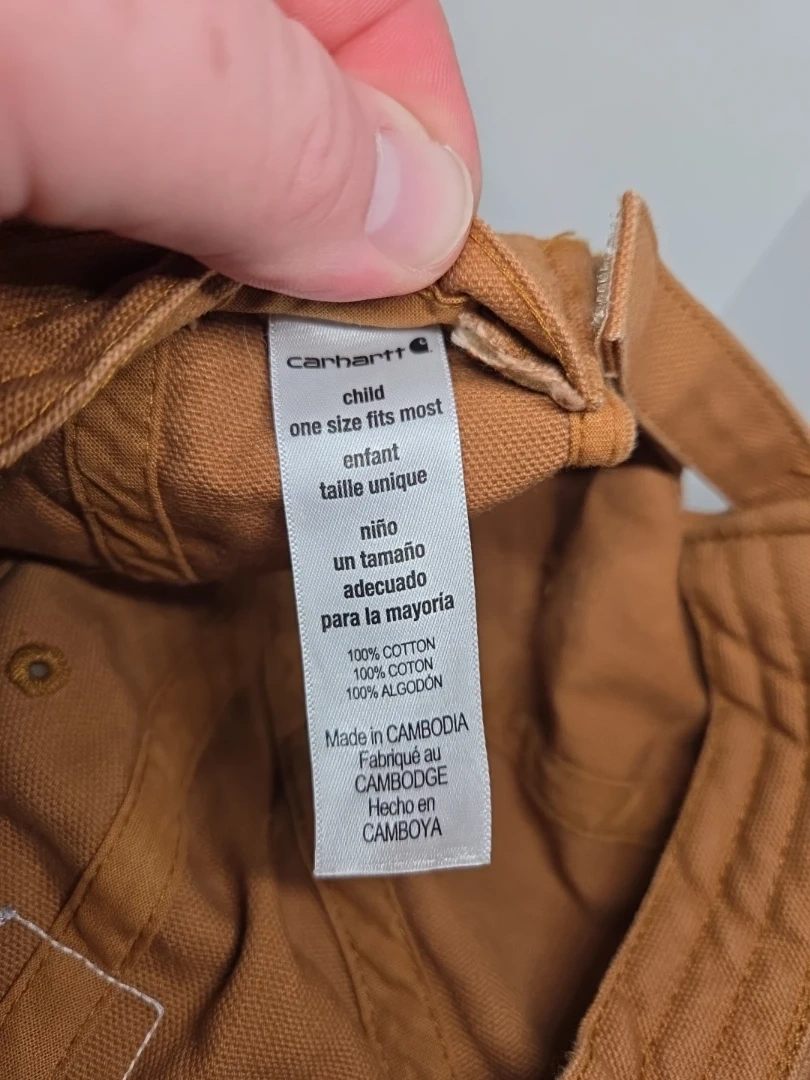 carhartt
child
one size fits most
enfant
taille unique
niño
un tamaño
adecuado
para la mayoría
100% COTTON
100% COTON
100% ALGODÓN
Made in CAMBODIA
Fabriqué au
CAMBODGE
Hecho en
CAMBOYA